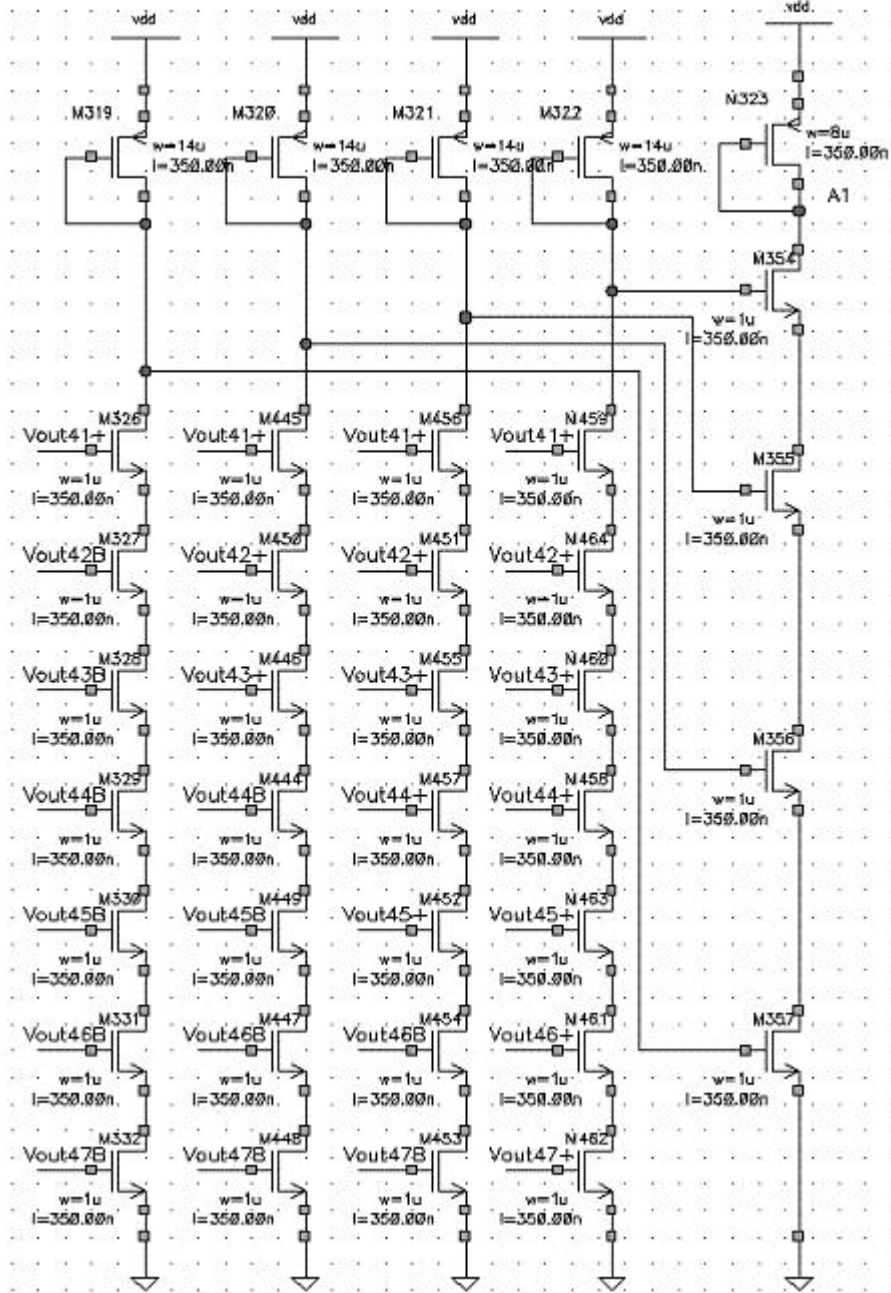 vdd vdd vdd vdd vdd
M319 M320 M321 M322 M323
w=14u w=14u w=14u w=14u w=8u
l=350.00n l=350.00n l=350.00n l=350.00n l=350.00n
A1
M354
w=1u
l=350.00n
M326 M445 M456 M459
Vout41+ Vout41+ Vout41+ Vout41+
M355
w=1u w=1u w=1u w=1u
l=350.00n l=350.00n l=350.00n l=350.00n
w=1u
l=350.00n
M327 M450 M451 M464
Vout42B Vout42+ Vout42+ Vout42+
w=1u w=1u w=1u w=1u
l=350.00n l=350.00n l=350.00n l=350.00n
M328 M446 M455 M460
Vout43B Vout43+ Vout43+ Vout43+
w=1u w=1u w=1u w=1u
l=350.00n l=350.00n l=350.00n l=350.00n
M356
M329 M444 M457 M458
Vout44B Vout44B Vout44+ Vout44+
w=1u
l=350.00n
w=1u w=1u w=1u w=1u
l=350.00n l=350.00n l=350.00n l=350.00n
M330 M449 M452 M463
Vout45B Vout45B Vout45+ Vout45+
w=1u w=1u w=1u w=1u
l=350.00n l=350.00n l=350.00n l=350.00n
M331 M447 M454 M461 M357
Vout46B Vout46B Vout46B Vout46+
w=1u w=1u w=1u w=1u w=1u
l=350.00n l=350.00n l=350.00n l=350.00n l=350.00n
M332 M448 M453 M462
Vout47B Vout47B Vout47B Vout47+
w=1u w=1u w=1u w=1u
l=350.00n l=350.00n l=350.00n l=350.00n